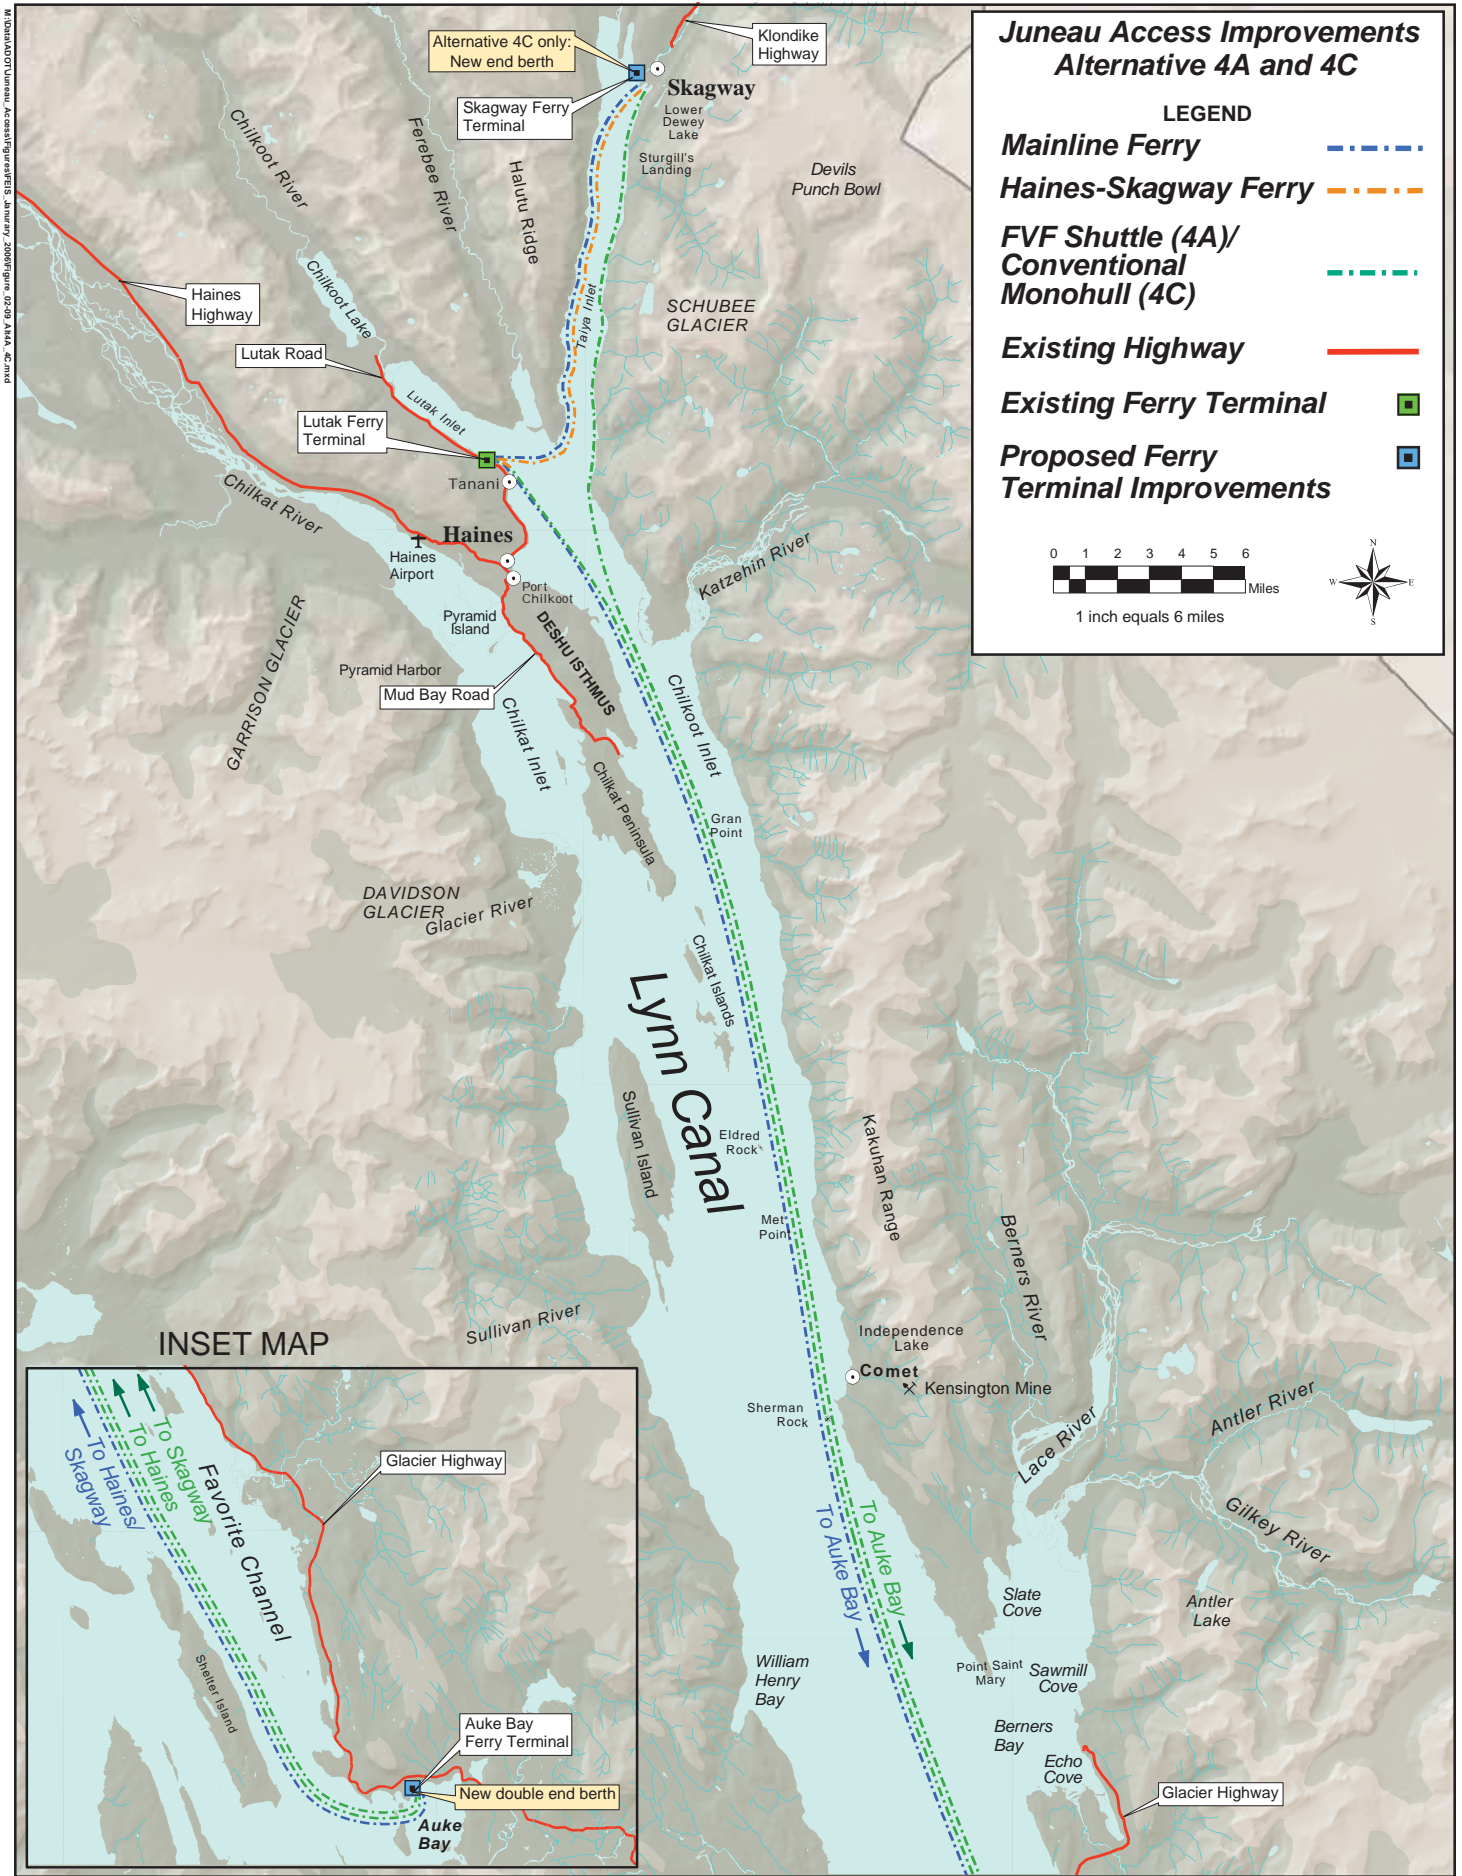 M:\Data\ADOT\Juneau_Access\Figures\FEIS_Janurary_2006\Figure_02-09_Alt4A_4C.mxd
Juneau Access Improvements
Alternative 4A and 4C
LEGEND
Mainline Ferry
Haines-Skagway Ferry
FVF Shuttle (4A)/
Conventional
Monohull (4C)
Existing Highway
Existing Ferry Terminal
Proposed Ferry
Terminal Improvements
0 1 2 3 4 5 6
Miles
1 inch equals 6 miles
N
W
E
S
Klondike
Highway
Alternative 4C only:
New end berth
Skagway
Skagway Ferry
Terminal
Lower
Dewey
Lake
Sturgill's
Landing
Devils
Punch Bowl
Chilkoot River
Ferebee River
Halutu Ridge
Taiya Inlet
SCHUBEE
GLACIER
Chilkoot Lake
Haines
Highway
Lutak Road
Lutak Inlet
Lutak Ferry
Terminal
Tanani
Chilkat River
Haines
Haines
Airport
Port
Chilkoot
Katzehin River
Pyramid
Island
DESHU ISTHMUS
GARRISON GLACIER
Pyramid Harbor
Mud Bay Road
Chilkat Inlet
Chilkoot Inlet
Chilkat Peninsula
Gran
Point
DAVIDSON
GLACIER
Glacier River
Chilkat Islands
Lynn Canal
Sullivan Island
Eldred
Rock
Kakuhan Range
Met
Point
Berners River
Sullivan River
Independence
Lake
Comet
Kensington Mine
Sherman
Rock
Lace River
Antler River
Gilkey River
To Auke Bay
To Auke Bay
Slate
Cove
Antler
Lake
William
Henry
Bay
Point Saint
Mary
Sawmill
Cove
Berners
Bay
Echo
Cove
Glacier Highway
INSET MAP
To Haines/
Skagway
To Haines
To Skagway
Favorite Channel
Glacier Highway
Shelter Island
Auke Bay
Ferry Terminal
New double end berth
Auke
Bay